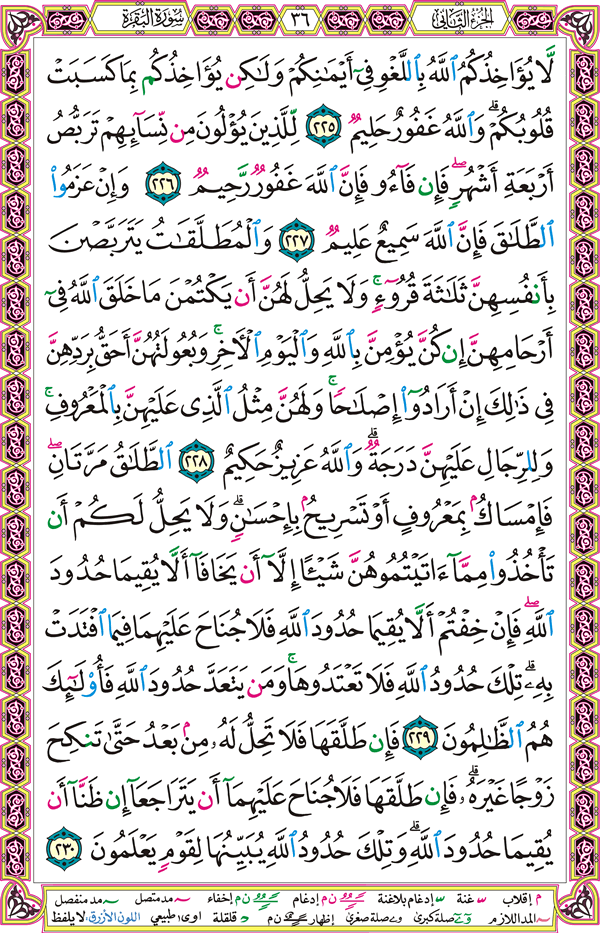 الجزء الثاني ٣٦ سورة البقرة
لَّا يُؤَاخِذُكُمُ ٱللَّهُ بِٱللَّغْوِ فِىٓ أَيْمَـٰنِكُمْ وَلَـٰكِن يُؤَاخِذُكُم بِمَا كَسَبَتْ
قُلُوبُكُمْ ۗ وَٱللَّهُ غَفُورٌ حَلِيمٌ ٢٢٥ لِّلَّذِينَ يُؤْلُونَ مِن نِّسَآئِهِمْ تَرَبُّصُ
أَرْبَعَةِ أَشْهُرٍ ۖ فَإِن فَآءُو فَإِنَّ ٱللَّهَ غَفُورٌ رَّحِيمٌ ٢٢٦ وَإِنْ عَزَمُوا۟
ٱلطَّلَـٰقَ فَإِنَّ ٱللَّهَ سَمِيعٌ عَلِيمٌ ٢٢٧ وَٱلْمُطَلَّقَـٰتُ يَتَرَبَّصْنَ
بِأَنفُسِهِنَّ ثَلَـٰثَةَ قُرُوٓءٍ ۚ وَلَا يَحِلُّ لَهُنَّ أَن يَكْتُمْنَ مَا خَلَقَ ٱللَّهُ فِىٓ
أَرْحَامِهِنَّ إِن كُنَّ يُؤْمِنَّ بِٱللَّهِ وَٱلْيَوْمِ ٱلْـَٔاخِرِ ۚ وَبُعُولَتُهُنَّ أَحَقُّ بِرَدِّهِنَّ
فِى ذَٰلِكَ إِنْ أَرَادُوٓا۟ إِصْلَـٰحًا ۚ وَلَهُنَّ مِثْلُ ٱلَّذِى عَلَيْهِنَّ بِٱلْمَعْرُوفِ ۚ
وَلِلرِّجَالِ عَلَيْهِنَّ دَرَجَةٌ ۗ وَٱللَّهُ عَزِيزٌ حَكِيمٌ ٢٢٨ ٱلطَّلَـٰقُ مَرَّتَانِ ۖ
فَإِمْسَاكٌۢ بِمَعْرُوفٍ أَوْ تَسْرِيحٌۢ بِإِحْسَـٰنٍ ۗ وَلَا يَحِلُّ لَكُمْ أَن
تَأْخُذُوا۟ مِمَّآ ءَاتَيْتُمُوهُنَّ شَيْـًٔا إِلَّآ أَن يَخَافَآ أَلَّا يُقِيمَا حُدُودَ
ٱللَّهِ ۖ فَإِنْ خِفْتُمْ أَلَّا يُقِيمَا حُدُودَ ٱللَّهِ فَلَا جُنَاحَ عَلَيْهِمَا فِيمَا ٱفْتَدَتْ
بِهِۦ ۗ تِلْكَ حُدُودُ ٱللَّهِ فَلَا تَعْتَدُوهَا ۚ وَمَن يَتَعَدَّ حُدُودَ ٱللَّهِ فَأُو۟لَـٰٓئِكَ
هُمُ ٱلظَّـٰلِمُونَ ٢٢٩ فَإِن طَلَّقَهَا فَلَا تَحِلُّ لَهُۥ مِنۢ بَعْدُ حَتَّىٰ تَنكِحَ
زَوْجًا غَيْرَهُۥ ۗ فَإِن طَلَّقَهَا فَلَا جُنَاحَ عَلَيْهِمَآ أَن يَتَرَاجَعَآ إِن ظَنَّآ أَن
يُقِيمَا حُدُودَ ٱللَّهِ ۗ وَتِلْكَ حُدُودُ ٱللَّهِ يُبَيِّنُهَا لِقَوْمٍ يَعْلَمُونَ ٢٣٠
م إقلاب س غنة س إدغام بلاغنة ن م إدغام ن م إخفاء مد متصل مد منفصل
المد اللازم صلة كبرى صلة صغرى إظهار ن م قلقلة اوى: طبيعي اللون الأزرق: لا يلفظ